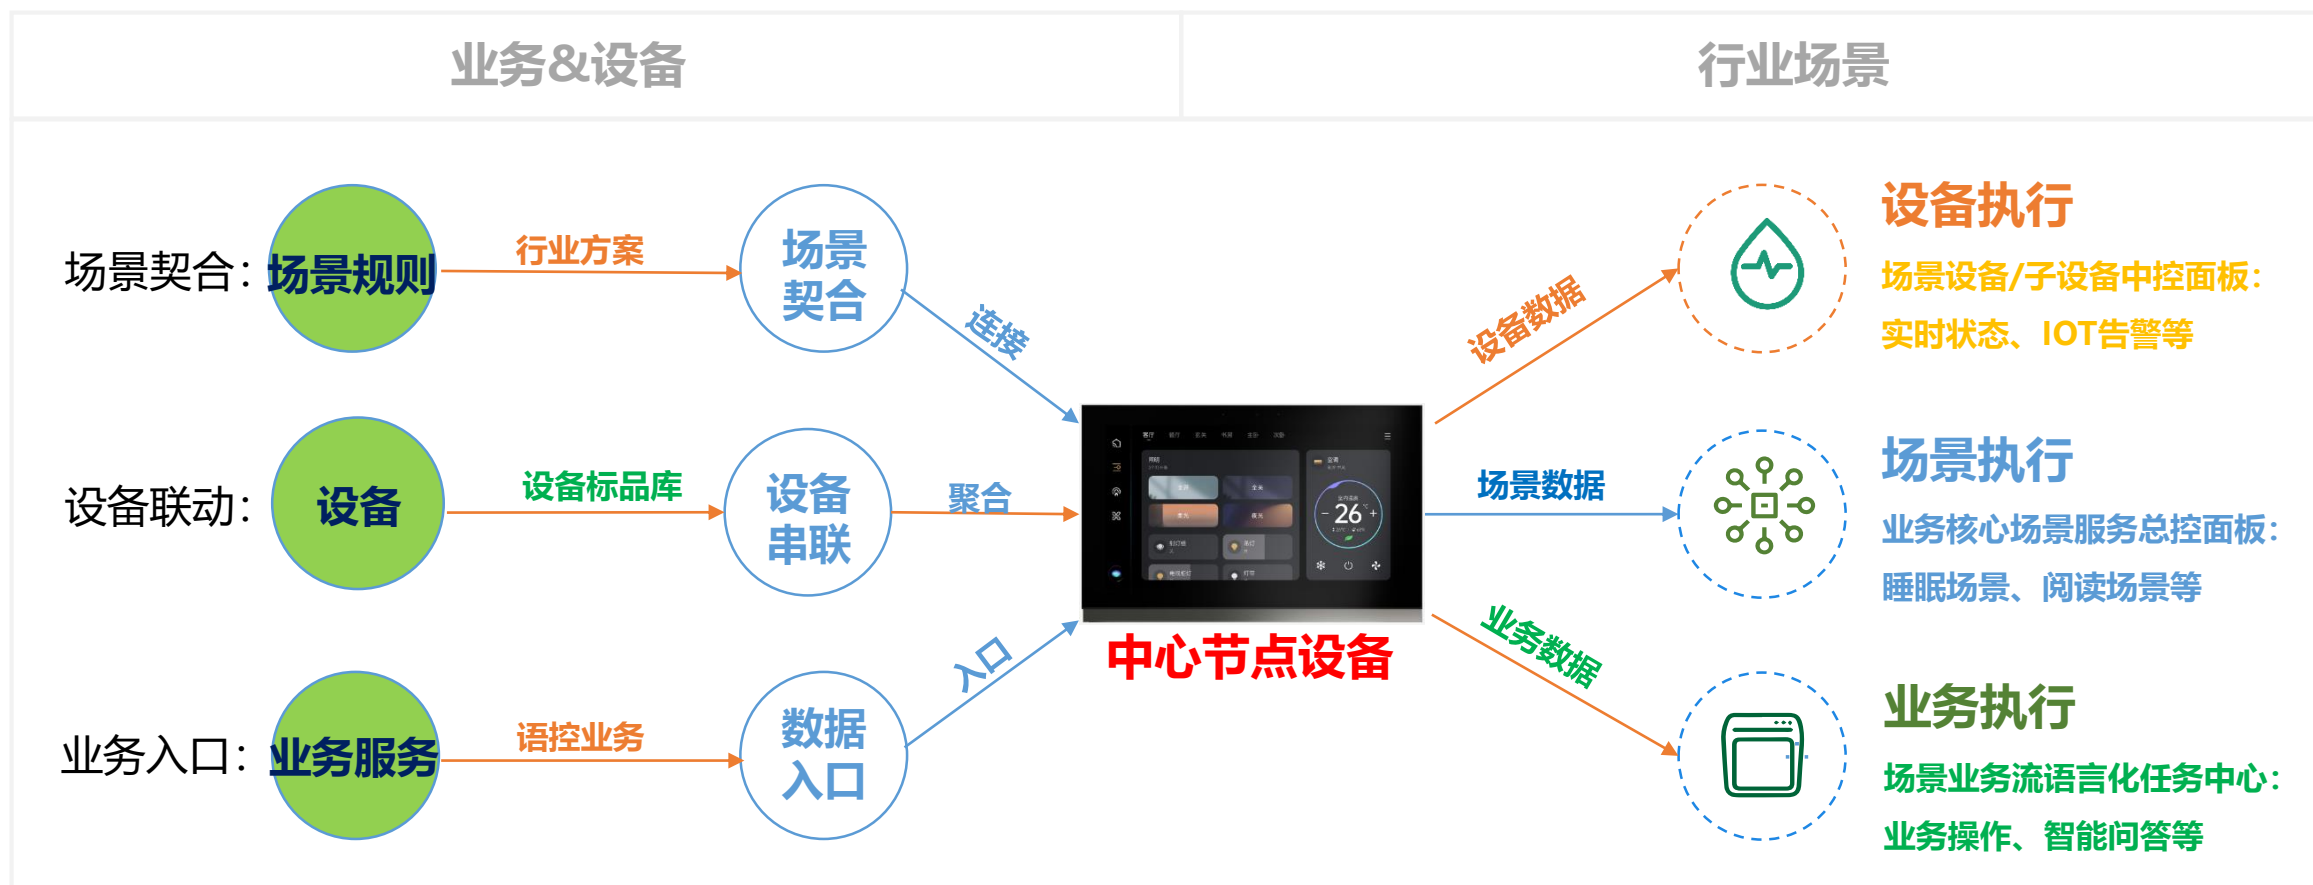 业务&设备
行业场景
场景契合：
场景规则
行业方案
场景
契合
连接
设备数据
设备执行
场景设备/子设备中控面板：
实时状态、IOT告警等
设备联动：
设备
设备标品库
设备
串联
聚合
26
场景数据
场景执行
业务核心场景服务总控面板：
睡眠场景、阅读场景等
中心节点设备
业务入口：
业务服务
语控业务
数据
入口
入口
业务数据
业务执行
场景业务流语言化任务中心：
业务操作、智能问答等